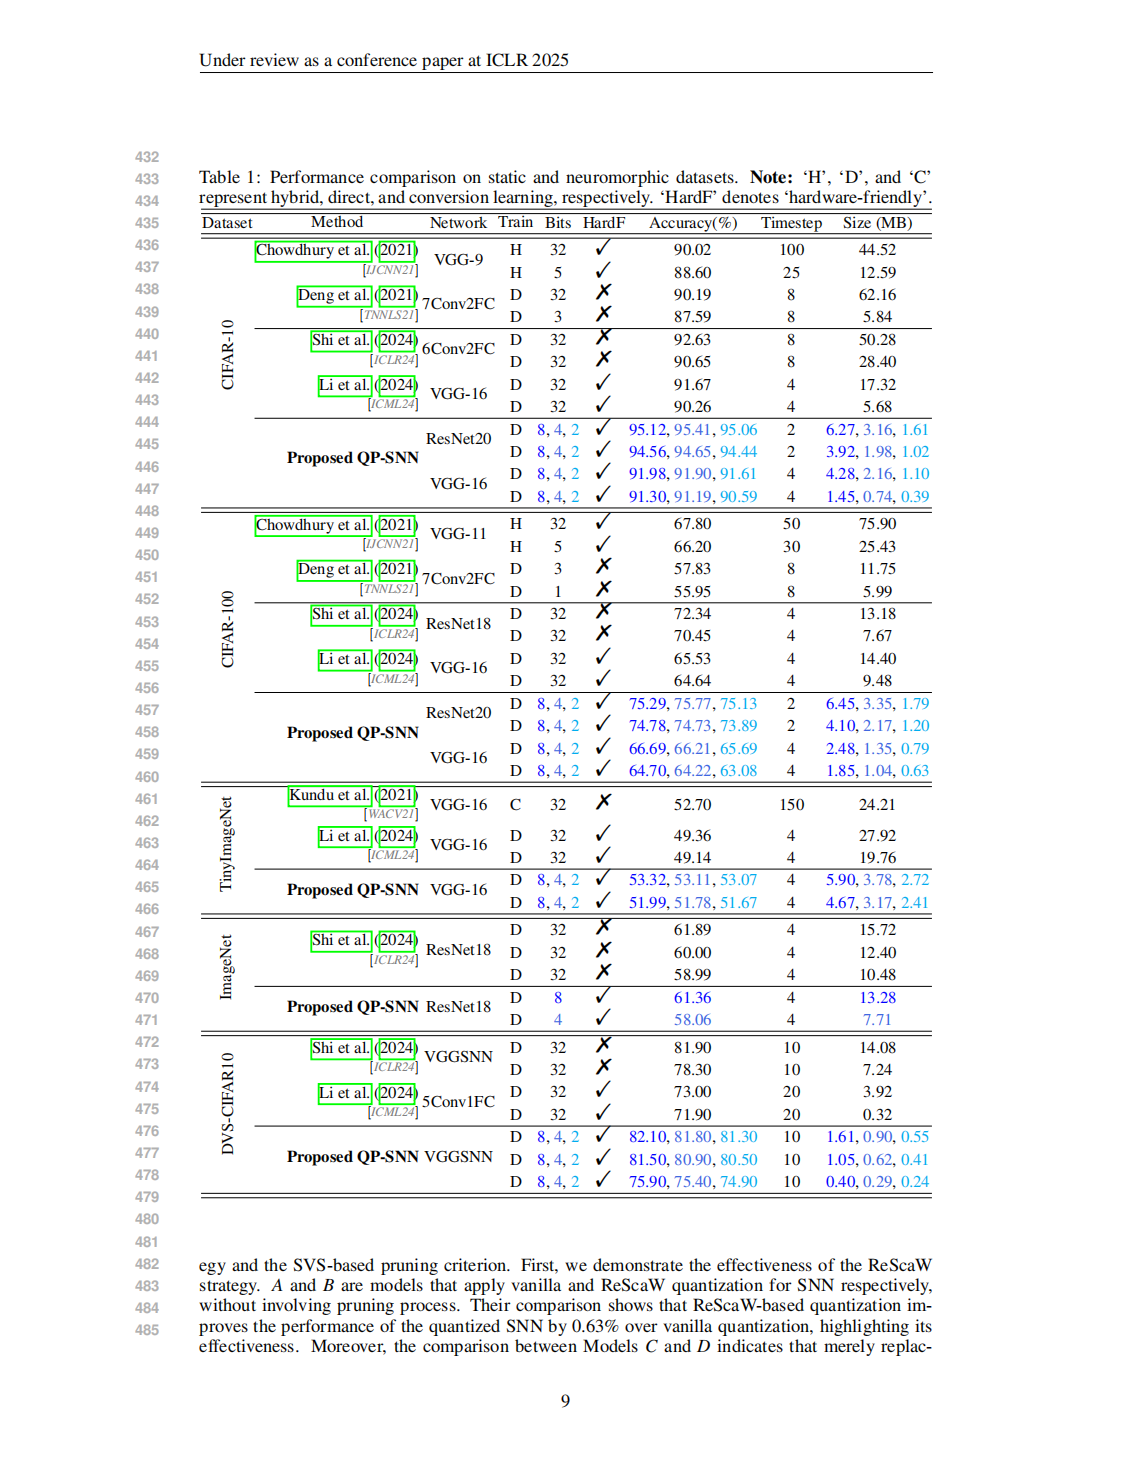 Under review as a conference paper at ICLR 2025
432
433 Table 1: Performance comparison on static and neuromorphic datasets. Note: ‘H’, ‘D’, and ‘C’
434 represent hybrid, direct, and conversion learning, respectively. ‘HardF’ denotes ‘hardware-friendly’.
435 Dataset Method Network Train Bits HardF Accuracy(%) Timestep Size (MB)
CIFAR-10
436 Chowdhury et al. (2021) VGG-9 H 32 ✓ 90.02 100 44.52
437 [IJCNN21] H 5 ✓ 88.60 25 12.59
438 Deng et al. (2021) 7Conv2FC D 32 ✗ 90.19 8 62.16
439 [TNNLS21] D 3 ✗ 87.59 8 5.84
440 Shi et al. (2024) 6Conv2FC D 32 ✗ 92.63 8 50.28
441 [ICLR24] D 32 ✗ 90.65 8 28.40
442 Li et al. (2024) VGG-16 D 32 ✓ 91.67 4 17.32
443 [ICML24] D 32 ✓ 90.26 4 5.68
444 Proposed QP-SNN ResNet20 D 8, 4, 2 ✓ 95.12, 95.41, 95.06 2 6.27, 3.16, 1.61
445 D 8, 4, 2 ✓ 94.56, 94.65, 94.44 2 3.92, 1.98, 1.02
446 VGG-16 D 8, 4, 2 ✓ 91.98, 91.90, 91.61 4 4.28, 2.16, 1.10
447 D 8, 4, 2 ✓ 91.30, 91.19, 90.59 4 1.45, 0.74, 0.39
448
CIFAR-100
449 Chowdhury et al. (2021) VGG-11 H 32 ✓ 67.80 50 75.90
450 [IJCNN21] H 5 ✓ 66.20 30 25.43
451 Deng et al. (2021) 7Conv2FC D 3 ✗ 57.83 8 11.75
452 [TNNLS21] D 1 ✗ 55.95 8 5.99
453 Shi et al. (2024) ResNet18 D 32 ✗ 72.34 4 13.18
454 [ICLR24] D 32 ✗ 70.45 4 7.67
455 Li et al. (2024) VGG-16 D 32 ✓ 65.53 4 14.40
456 [ICML24] D 32 ✓ 64.64 4 9.48
457 Proposed QP-SNN ResNet20 D 8, 4, 2 ✓ 75.29, 75.77, 75.13 2 6.45, 3.35, 1.79
458 D 8, 4, 2 ✓ 74.78, 74.73, 73.89 2 4.10, 2.17, 1.20
459 VGG-16 D 8, 4, 2 ✓ 66.69, 66.21, 65.69 4 2.48, 1.35, 0.79
460 D 8, 4, 2 ✓ 64.70, 64.22, 63.08 4 1.85, 1.04, 0.63
TinyImageNet
461 Kundu et al. (2021) VGG-16 C 32 ✗ 52.70 150 24.21
462 [WACV21]
463 Li et al. (2024) VGG-16 D 32 ✓ 49.36 4 27.92
464 [ICML24] D 32 ✓ 49.14 4 19.76
465 Proposed QP-SNN VGG-16 D 8, 4, 2 ✓ 53.32, 53.11, 53.07 4 5.90, 3.78, 2.72
466 D 8, 4, 2 ✓ 51.99, 51.78, 51.67 4 4.67, 3.17, 2.41
ImageNet
467 Shi et al. (2024) ResNet18 D 32 ✗ 61.89 4 15.72
468 [ICLR24] D 32 ✗ 60.00 4 12.40
469 D 32 ✗ 58.99 4 10.48
470 Proposed QP-SNN ResNet18 D 8 ✓ 61.36 4 13.28
471 D 4 ✓ 58.06 4 7.71
DVS-CIFAR10
472 Shi et al. (2024) VGGSNN D 32 ✗ 81.90 10 14.08
473 [ICLR24] D 32 ✗ 78.30 10 7.24
474 Li et al. (2024) 5Conv1FC D 32 ✓ 73.00 20 3.92
475 [ICML24] D 32 ✓ 71.90 20 0.32
476 Proposed QP-SNN VGGSNN D 8, 4, 2 ✓ 82.10, 81.80, 81.30 10 1.61, 0.90, 0.55
477 D 8, 4, 2 ✓ 81.50, 80.90, 80.50 10 1.05, 0.62, 0.41
478 D 8, 4, 2 ✓ 75.90, 75.40, 74.90 10 0.40, 0.29, 0.24
479
480
481
482 egy and the SVS-based pruning criterion. First, we demonstrate the effectiveness of the ReScaW
483 strategy. A and B are models that apply vanilla and ReScaW quantization for SNN respectively,
484 without involving pruning process. Their comparison shows that ReScaW-based quantization im-
485 proves the performance of the quantized SNN by 0.63% over vanilla quantization, highlighting its
effectiveness. Moreover, the comparison between Models C and D indicates that merely replac-
9